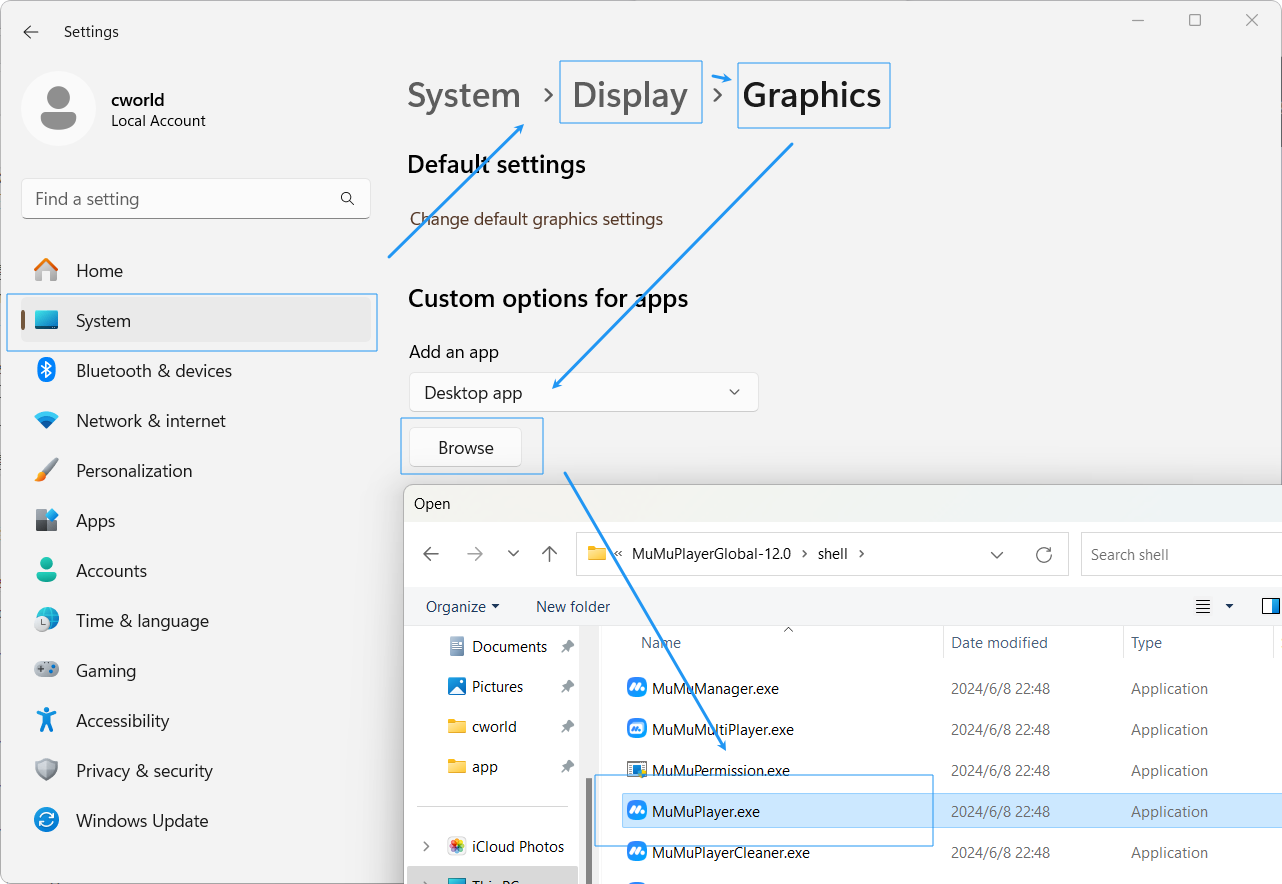 Settings
cworld
Local Account
Find a setting
Home
System
Bluetooth & devices
Network & internet
Personalization
Apps
Accounts
Time & language
Gaming
Accessibility
Privacy & security
Windows Update
System > Display > Graphics
Default settings
Change default graphics settings
Custom options for apps
Add an app
Desktop app
Browse
Open
« MuMuPlayerGlobal-12.0 > shell >
Search shell
Organize
New folder
Documents
Pictures
cworld
app
iCloud Photos
This PC
Name Date modified Type
MuMuManager.exe 2024/6/8 22:48 Application
MuMuMultiPlayer.exe 2024/6/8 22:48 Application
MuMuPermission.exe 2024/6/8 22:48 Application
MuMuPlayer.exe 2024/6/8 22:48 Application
MuMuPlayerCleaner.exe 2024/6/8 22:48 Application